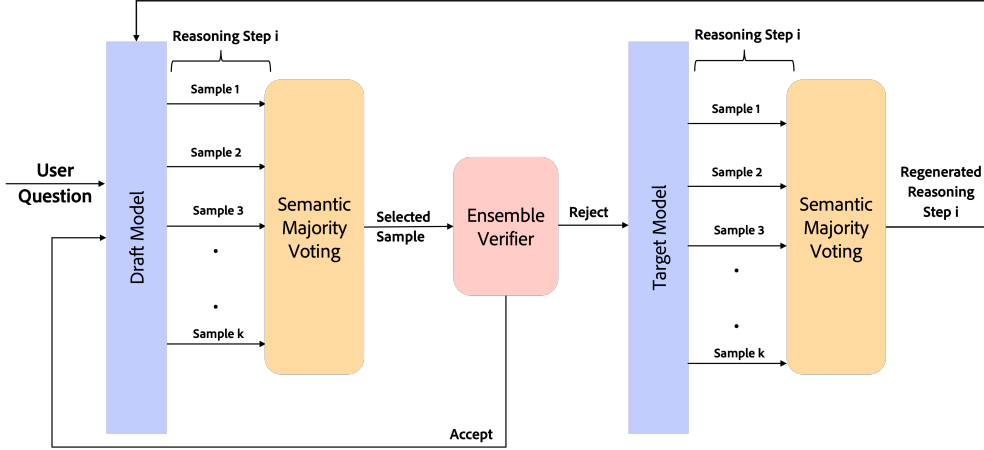 User
Question
Draft Model
Reasoning Step i
Sample 1
Sample 2
Sample 3
Sample k
Semantic
Majority
Voting
Selected
Sample
Ensemble
Verifier
Reject
Accept
Target Model
Reasoning Step i
Sample 1
Sample 2
Sample 3
Sample k
Semantic
Majority
Voting
Regenerated
Reasoning
Step i